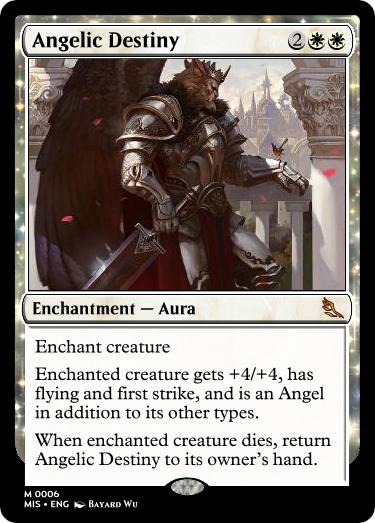 Angelic Destiny 2
Enchantment — Aura
Enchant creature
Enchanted creature gets +4/+4, has
flying and first strike, and is an Angel
in addition to its other types.
When enchanted creature dies, return
Angelic Destiny to its owner's hand.
M 0006
MIS • ENG Bayard Wu